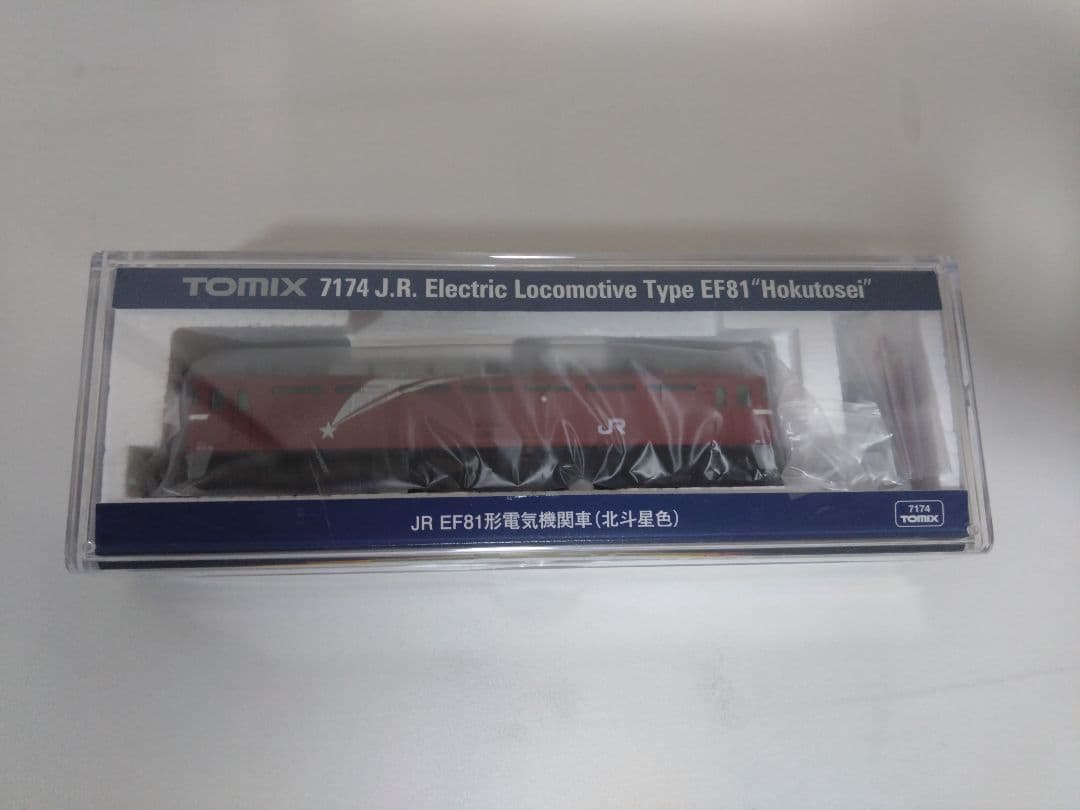 TOMIX 7174 J.R. Electric Locomotive Type EF81 "Hokutosei"
JR
JR EF81形電気機関車(北斗星色)
7174
TOMIX